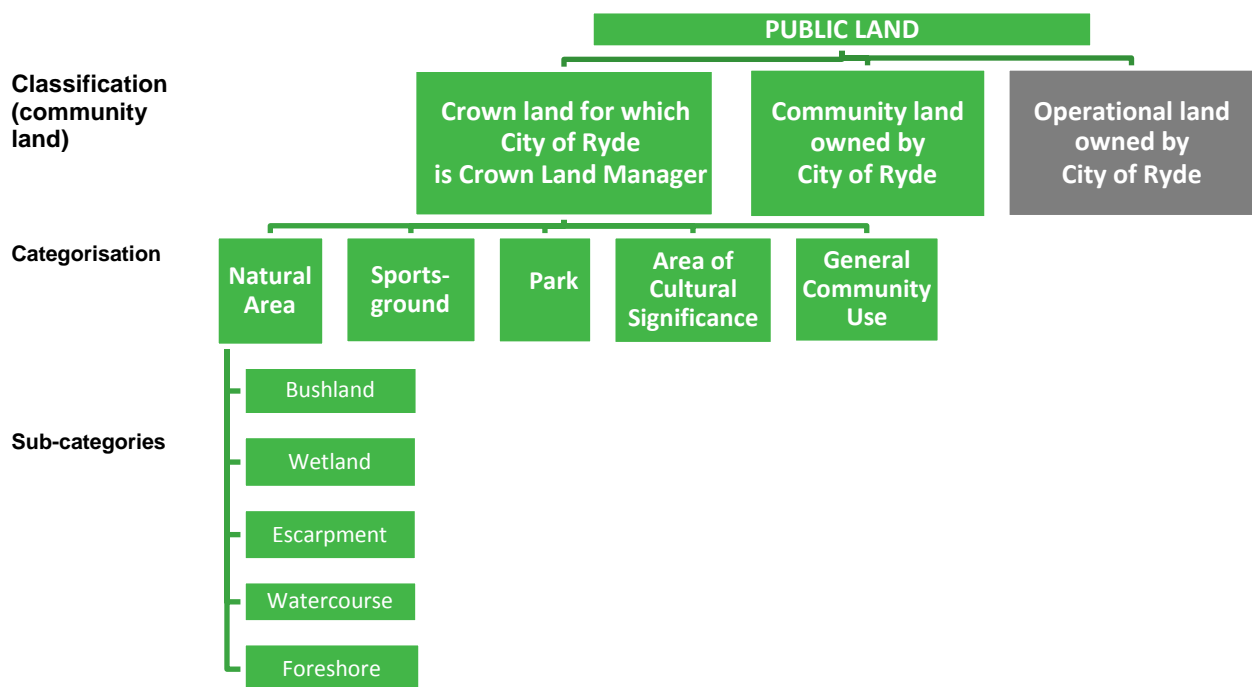 PUBLIC LAND
Classification
(community
land)
Crown land for which
City of Ryde
is Crown Land Manager
Community land
owned by
City of Ryde
Operational land
owned by
City of Ryde
Categorisation
Natural
Area
Sports-
ground
Park
Area of
Cultural
Significance
General
Community
Use
Sub-categories
Bushland
Wetland
Escarpment
Watercourse
Foreshore